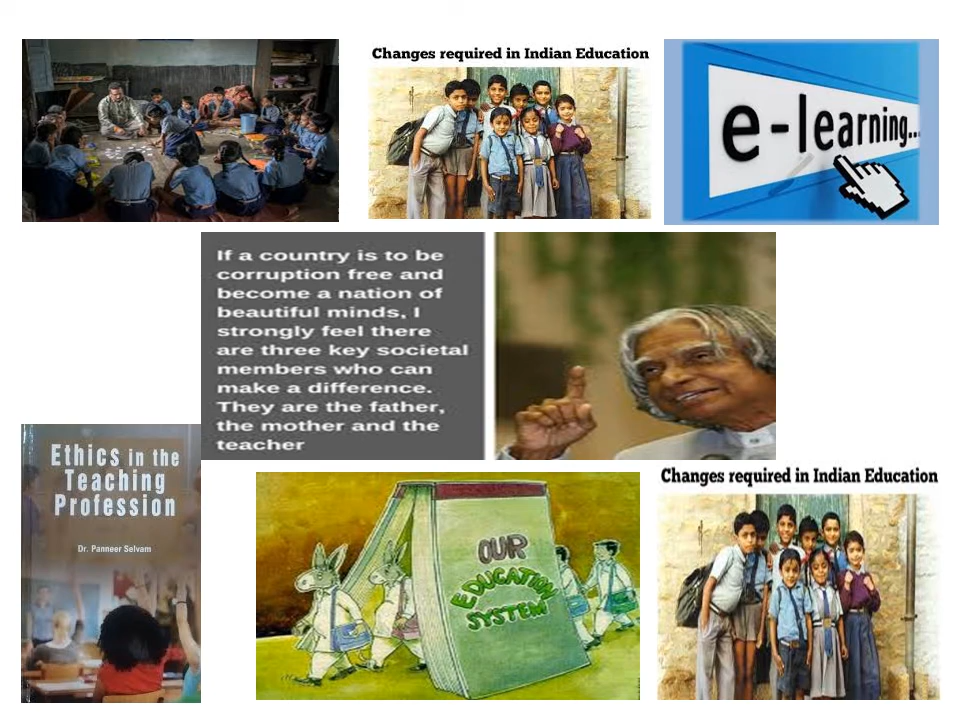 Changes required in Indian Education
e-learning...
If a country is to be
corruption free and
become a nation of
beautiful minds, I
strongly feel there
are three key societal
members who can
make a difference.
They are the father,
the mother and the
teacher
Ethics in the
Teaching
Profession
Dr. Panneer Selvam
OUR
EDUCATION
SYSTEM
Changes required in Indian Education